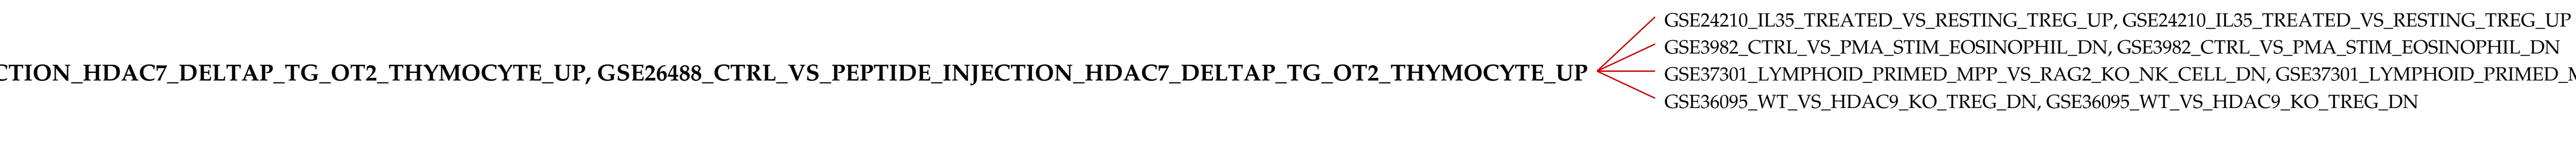 GSE24210_IL35_TREATED_VS_RESTING_TREG_UP, GSE24210_IL35_TREATED_VS_RESTING_TREG_UP
GSE3982_CTRL_VS_PMA_STIM_EOSINOPHIL_DN, GSE3982_CTRL_VS_PMA_STIM_EOSINOPHIL_DN
CTION_HDAC7_DELTAP_TG_OT2_THYMOCYTE_UP, GSE26488_CTRL_VS_PEPTIDE_INJECTION_HDAC7_DELTAP_TG_OT2_THYMOCYTE_UP
GSE37301_LYMPHOID_PRIMED_MPP_VS_RAG2_KO_NK_CELL_DN, GSE37301_LYMPHOID_PRIMED_M
GSE36095_WT_VS_HDAC9_KO_TREG_DN, GSE36095_WT_VS_HDAC9_KO_TREG_DN